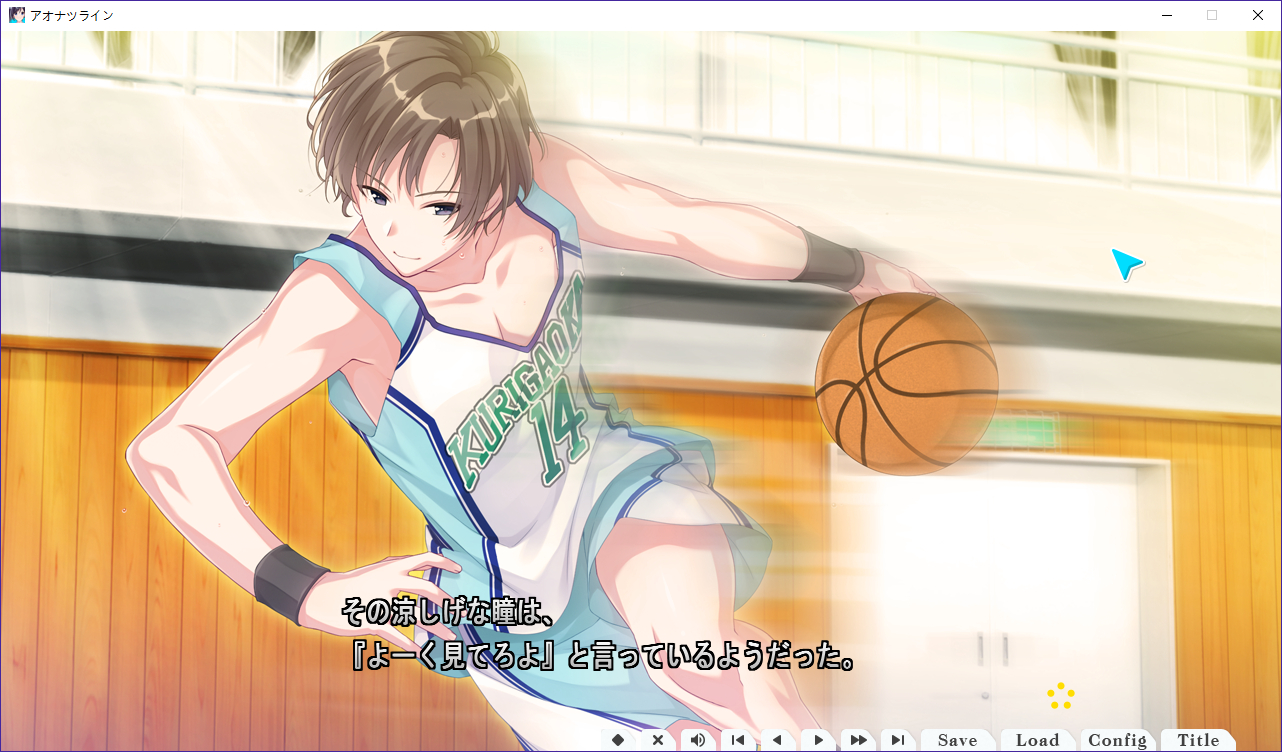 アオナツライン
KURIGAOKA
14
その涼しげな瞳は、
『よーく見てろよ』と言っているようだった。
Save Load Config Title